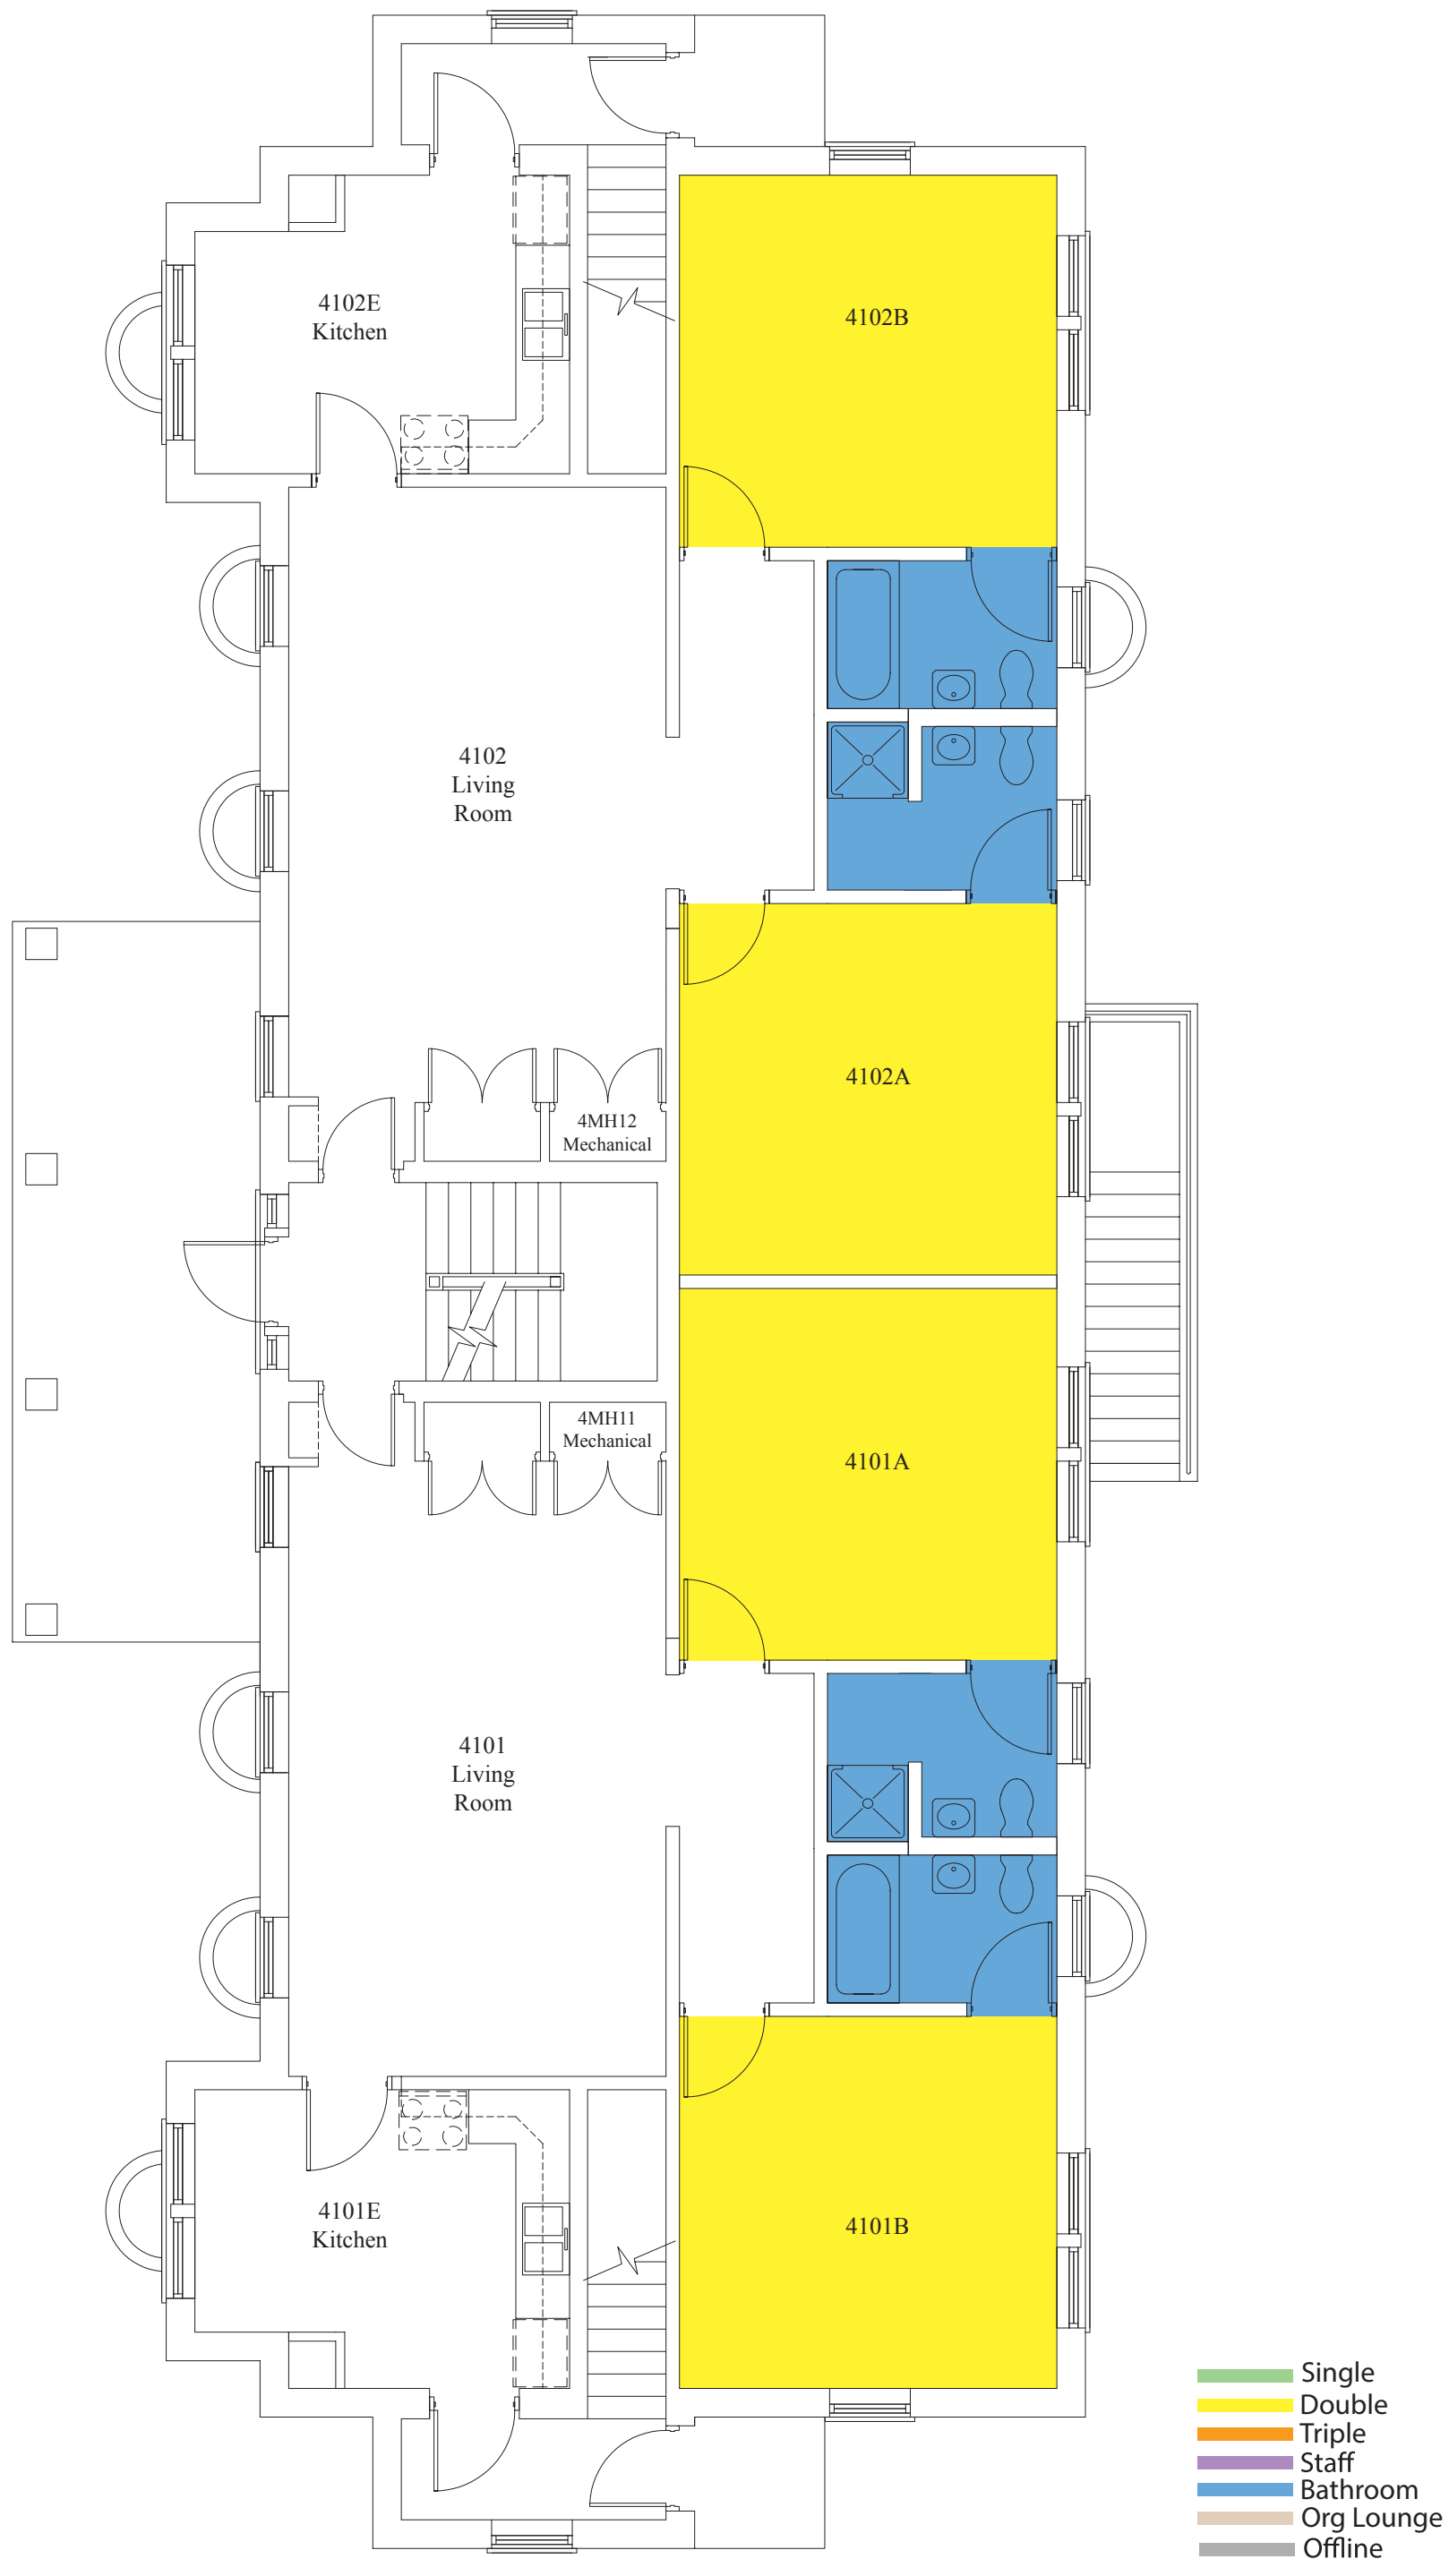 4102E
Kitchen
4102B
4102
Living
Room
4102A
4MH12
Mechanical
4MH11
Mechanical
4101A
4101
Living
Room
4101E
Kitchen
4101B
Single
Double
Triple
Staff
Bathroom
Org Lounge
Offline